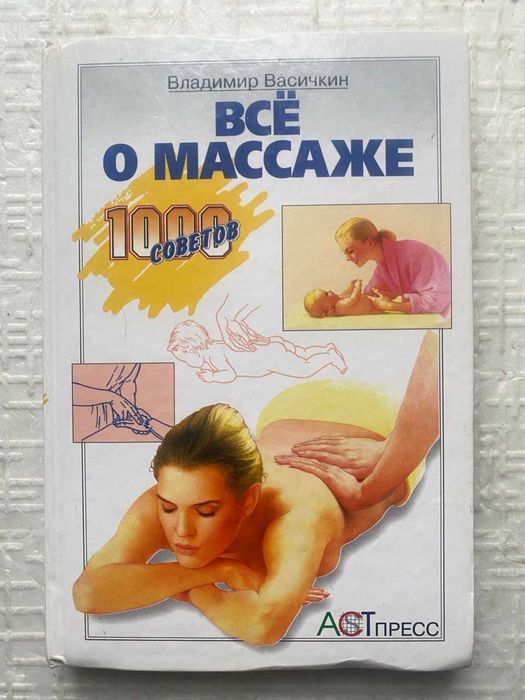 Владимир Васичкин
ВСЁ
О МАССАЖЕ
1000
СОВЕТОВ
АСТ ПРЕСС